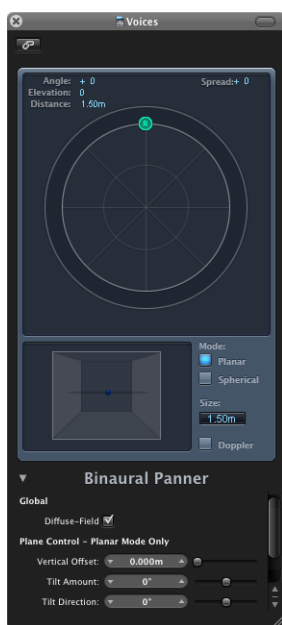 Voices
Angle: + 0 Spread:+ 0
Elevation: 0
Distance: 1.50m
R
Mode:
Planar
Spherical
Size:
1.50m
Doppler
Binaural Panner
Global
Diffuse-Field
Plane Control - Planar Mode Only
Vertical Offset: 0.000m
Tilt Amount: 0°
Tilt Direction: 0°